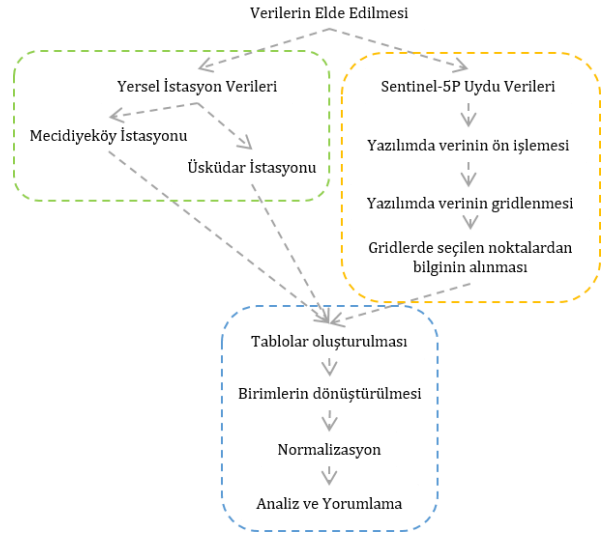 Verilerin Elde Edilmesi
Yersel İstasyon Verileri
Mecidiyeköy İstasyonu
Üsküdar İstasyonu
Sentinel-5P Uydu Verileri
Yazılımda verinin ön işlemesi
Yazılımda verinin gridlenmesi
Gridlerde seçilen noktalardan
bilginin alınması
Tablolar oluşturulması
Birimlerin dönüştürülmesi
Normalizasyon
Analiz ve Yorumlama